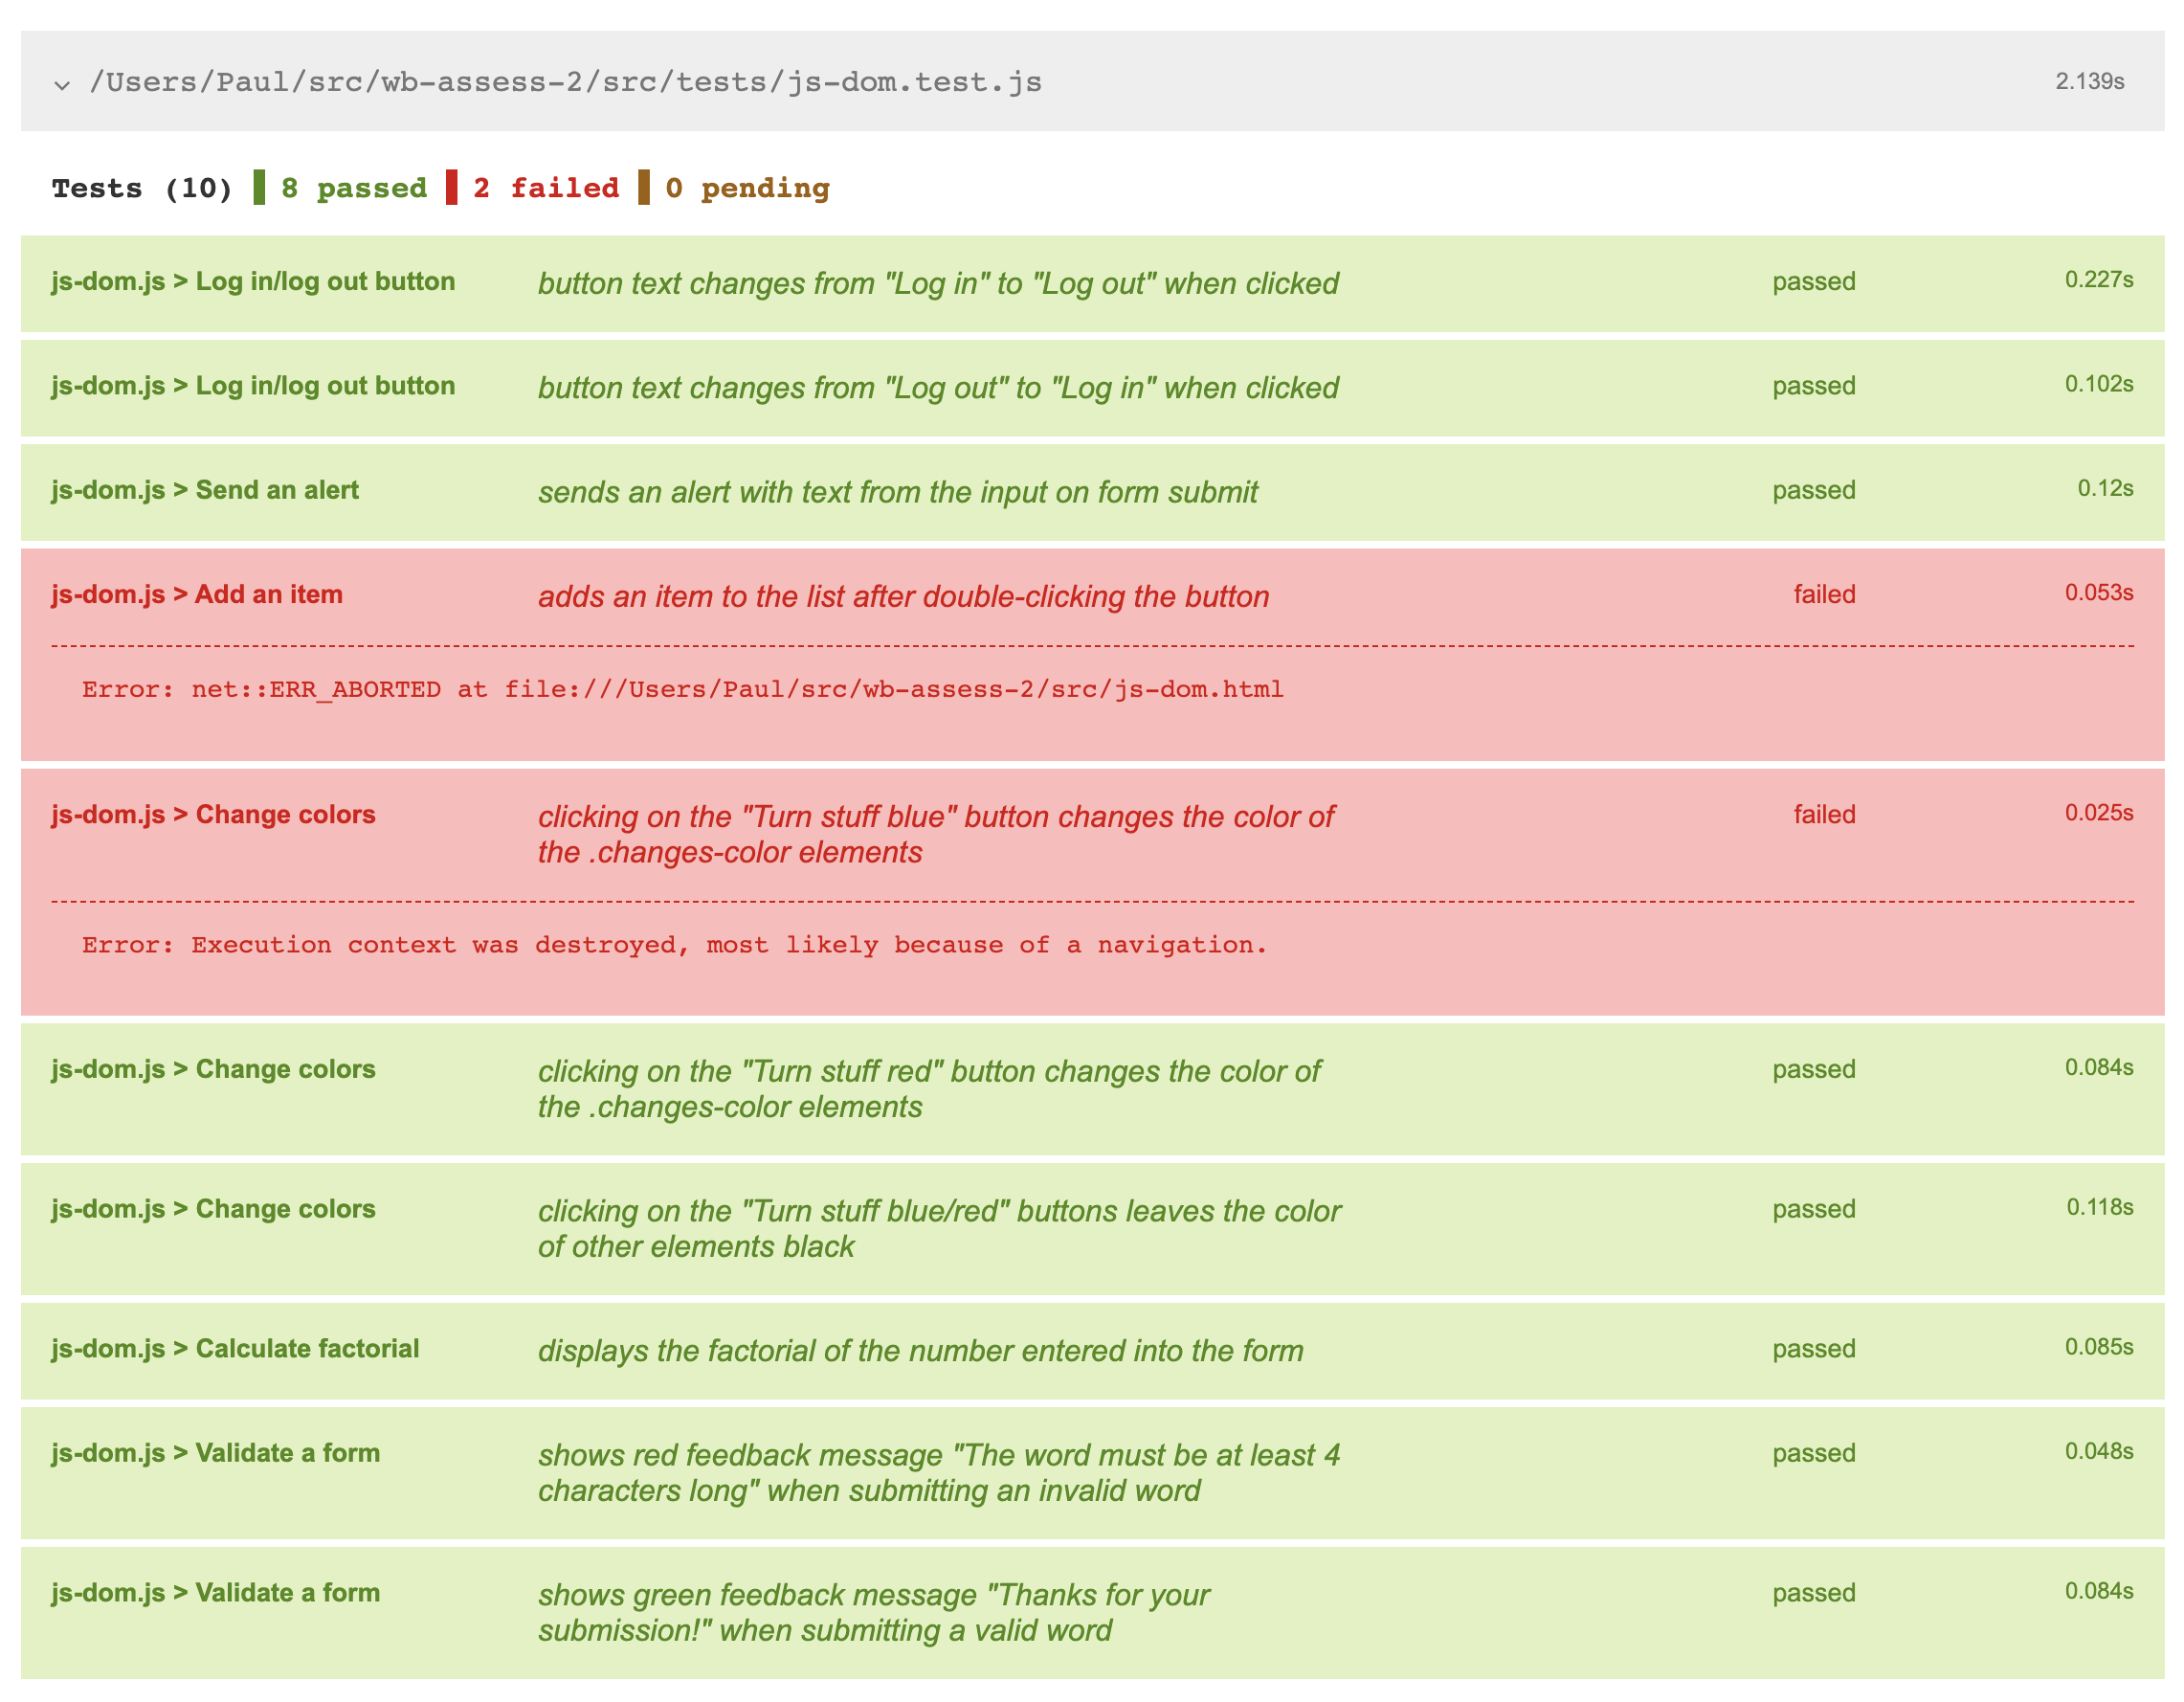 /Users/Paul/src/wb-assess-2/src/tests/js-dom.test.js 2.139s
Tests (10) 8 passed 2 failed 0 pending
js-dom.js > Log in/log out button button text changes from "Log in" to "Log out" when clicked passed 0.227s
js-dom.js > Log in/log out button button text changes from "Log out" to "Log in" when clicked passed 0.102s
js-dom.js > Send an alert sends an alert with text from the input on form submit passed 0.12s
js-dom.js > Add an item adds an item to the list after double-clicking the button failed 0.053s
Error: net::ERR_ABORTED at file:///Users/Paul/src/wb-assess-2/src/js-dom.html
js-dom.js > Change colors clicking on the "Turn stuff blue" button changes the color of failed 0.025s
the .changes-color elements
Error: Execution context was destroyed, most likely because of a navigation.
js-dom.js > Change colors clicking on the "Turn stuff red" button changes the color of passed 0.084s
the .changes-color elements
js-dom.js > Change colors clicking on the "Turn stuff blue/red" buttons leaves the color passed 0.118s
of other elements black
js-dom.js > Calculate factorial displays the factorial of the number entered into the form passed 0.085s
js-dom.js > Validate a form shows red feedback message "The word must be at least 4 passed 0.048s
characters long" when submitting an invalid word
js-dom.js > Validate a form shows green feedback message "Thanks for your passed 0.084s
submission!" when submitting a valid word